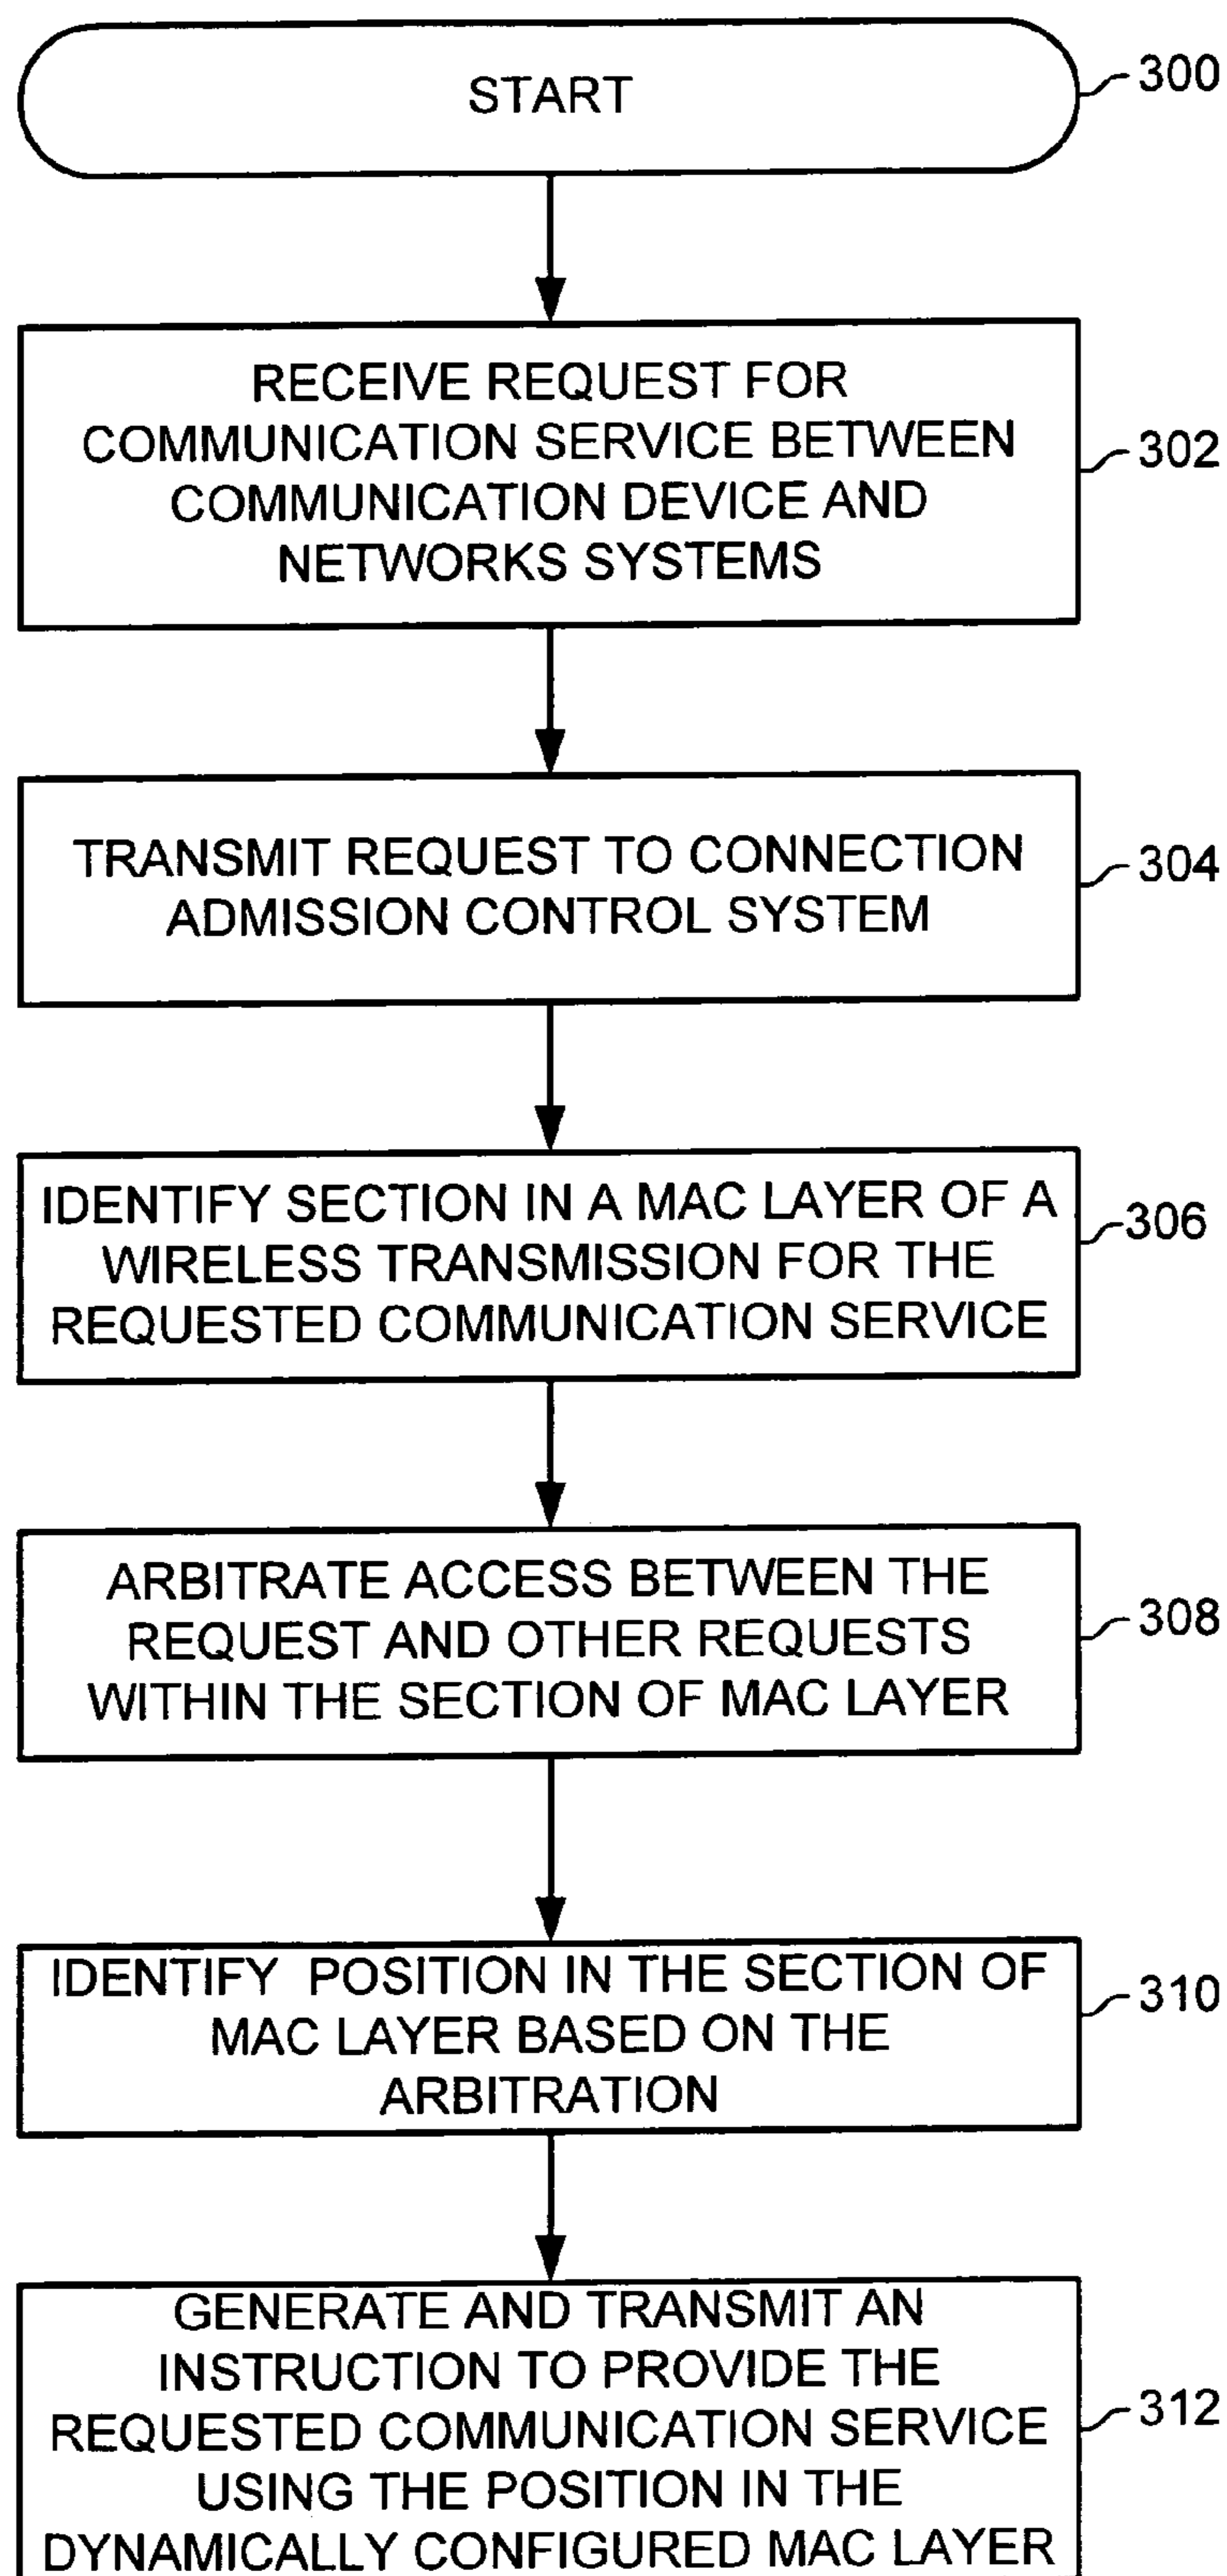 START
300
RECEIVE REQUEST FOR
COMMUNICATION SERVICE BETWEEN
COMMUNICATION DEVICE AND
NETWORKS SYSTEMS
302
TRANSMIT REQUEST TO CONNECTION
ADMISSION CONTROL SYSTEM
304
IDENTIFY SECTION IN A MAC LAYER OF A
WIRELESS TRANSMISSION FOR THE
REQUESTED COMMUNICATION SERVICE
306
ARBITRATE ACCESS BETWEEN THE
REQUEST AND OTHER REQUESTS
WITHIN THE SECTION OF MAC LAYER
308
IDENTIFY POSITION IN THE SECTION OF
MAC LAYER BASED ON THE
ARBITRATION
310
GENERATE AND TRANSMIT AN
INSTRUCTION TO PROVIDE THE
REQUESTED COMMUNICATION SERVICE
USING THE POSITION IN THE
DYNAMICALLY CONFIGURED MAC LAYER
312